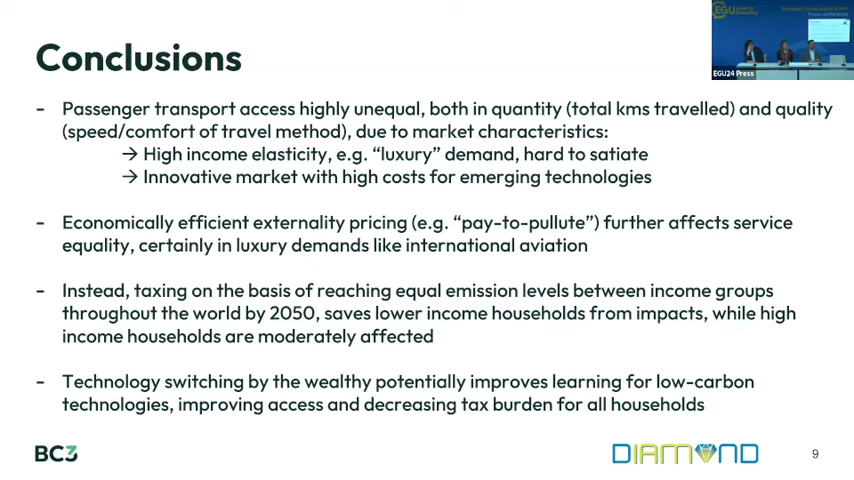 Conclusions
- Passenger transport access highly unequal, both in quantity (total kms travelled) and quality
(speed/comfort of travel method), due to market characteristics:
→ High income elasticity, e.g. “luxury” demand, hard to satiate
→ Innovative market with high costs for emerging technologies
- Economically efficient externality pricing (e.g. “pay-to-pullute”) further affects service
equality, certainly in luxury demands like international aviation
- Instead, taxing on the basis of reaching equal emission levels between income groups
throughout the world by 2050, saves lower income households from impacts, while high
income households are moderately affected
- Technology switching by the wealthy potentially improves learning for low-carbon
technologies, improving access and decreasing tax burden for all households
BC3
DIAMOND
9
EGU
EGU24 Press